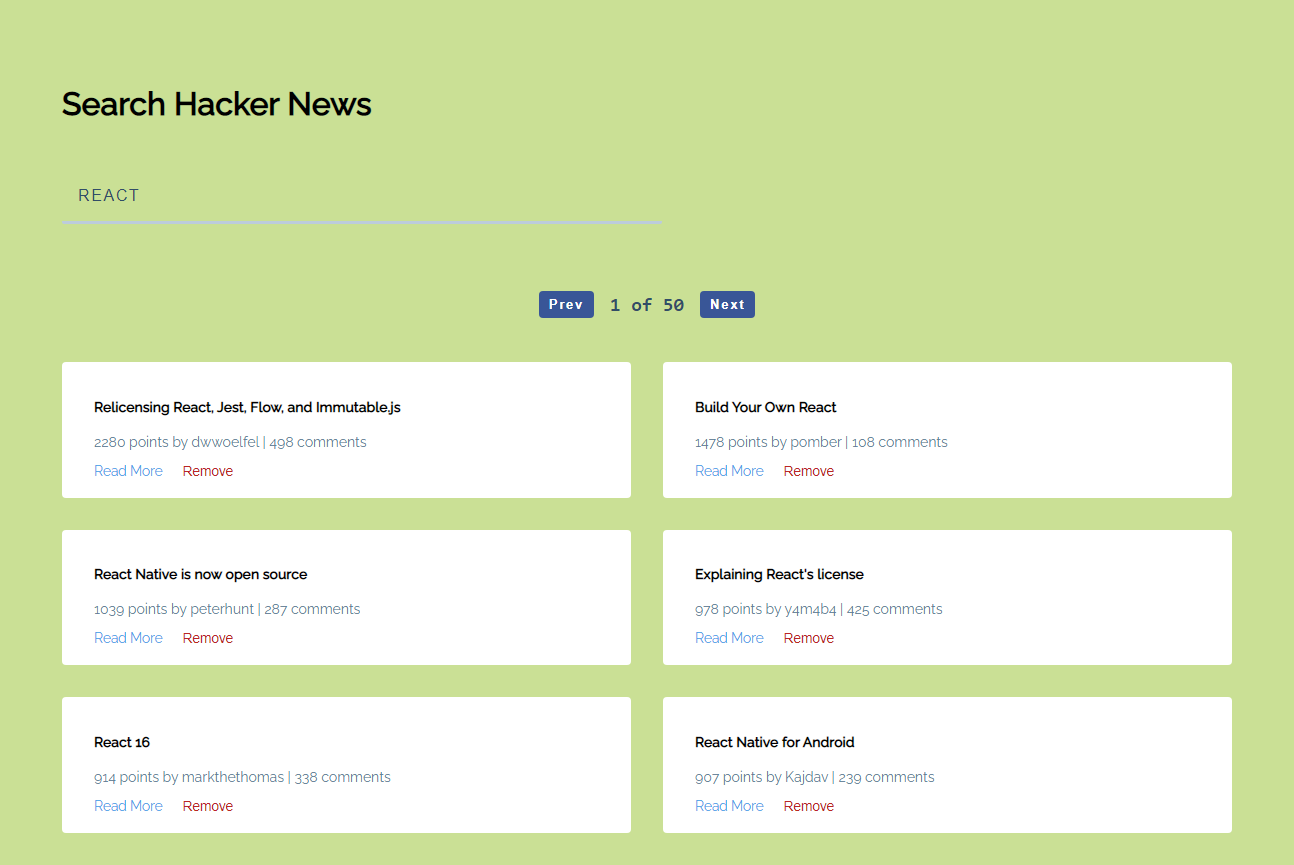 Search Hacker News
REACT
Prev 1 of 50 Next
Relicensing React, Jest, Flow, and Immutable.js
2280 points by dwwoelfel | 498 comments
Read More Remove
Build Your Own React
1478 points by pomber | 108 comments
Read More Remove
React Native is now open source
1039 points by peterhunt | 287 comments
Read More Remove
Explaining React's license
978 points by y4m4b4 | 425 comments
Read More Remove
React 16
914 points by markthethomas | 338 comments
Read More Remove
React Native for Android
907 points by Kajdav | 239 comments
Read More Remove